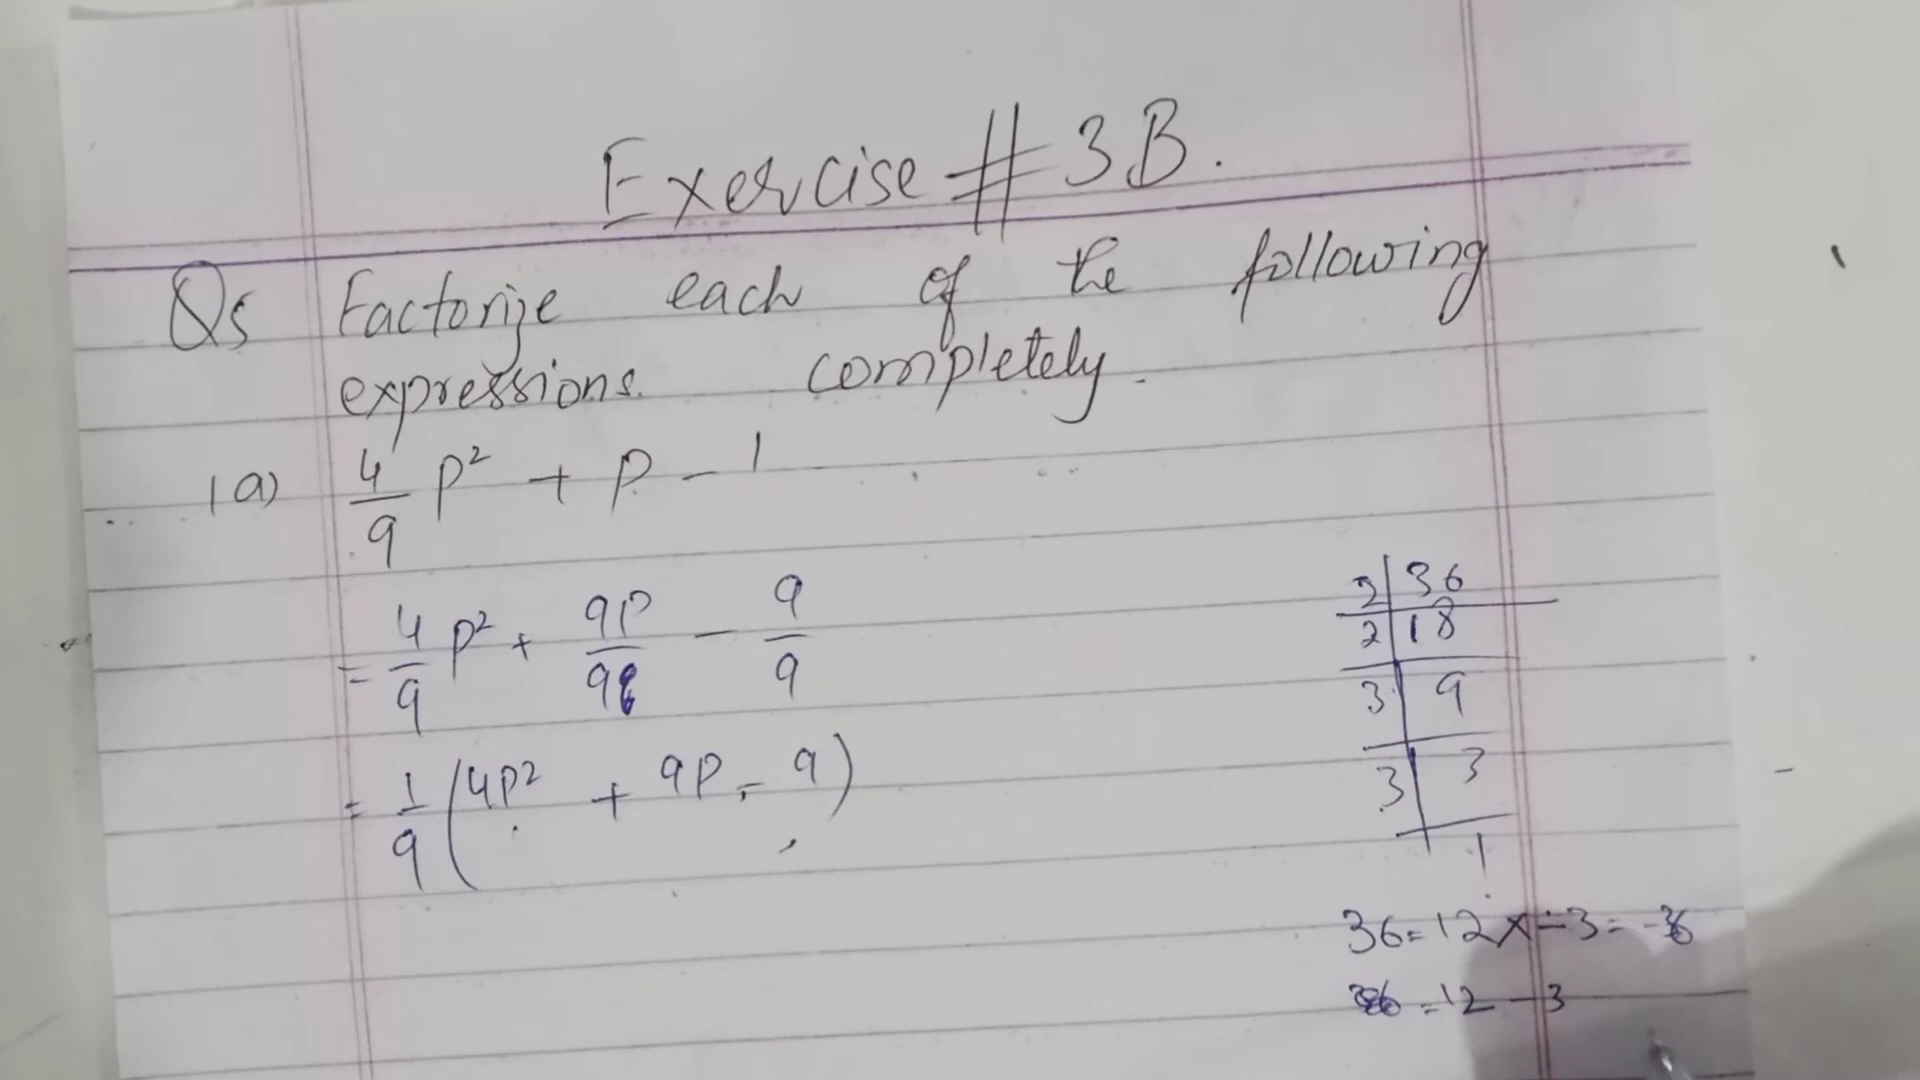 Exercise # 3B.
Qs Factorize each of the following
expressions. completely.
1a) 4/9 p² + p - 1
= 4/9 p² + 9p/9 - 9/9
= 1/9 (4p² + 9p - 9)
2 | 36
2 | 18
3 | 9
3 | 3
1
36 = 12 x -3 = -36
= 12 - 3